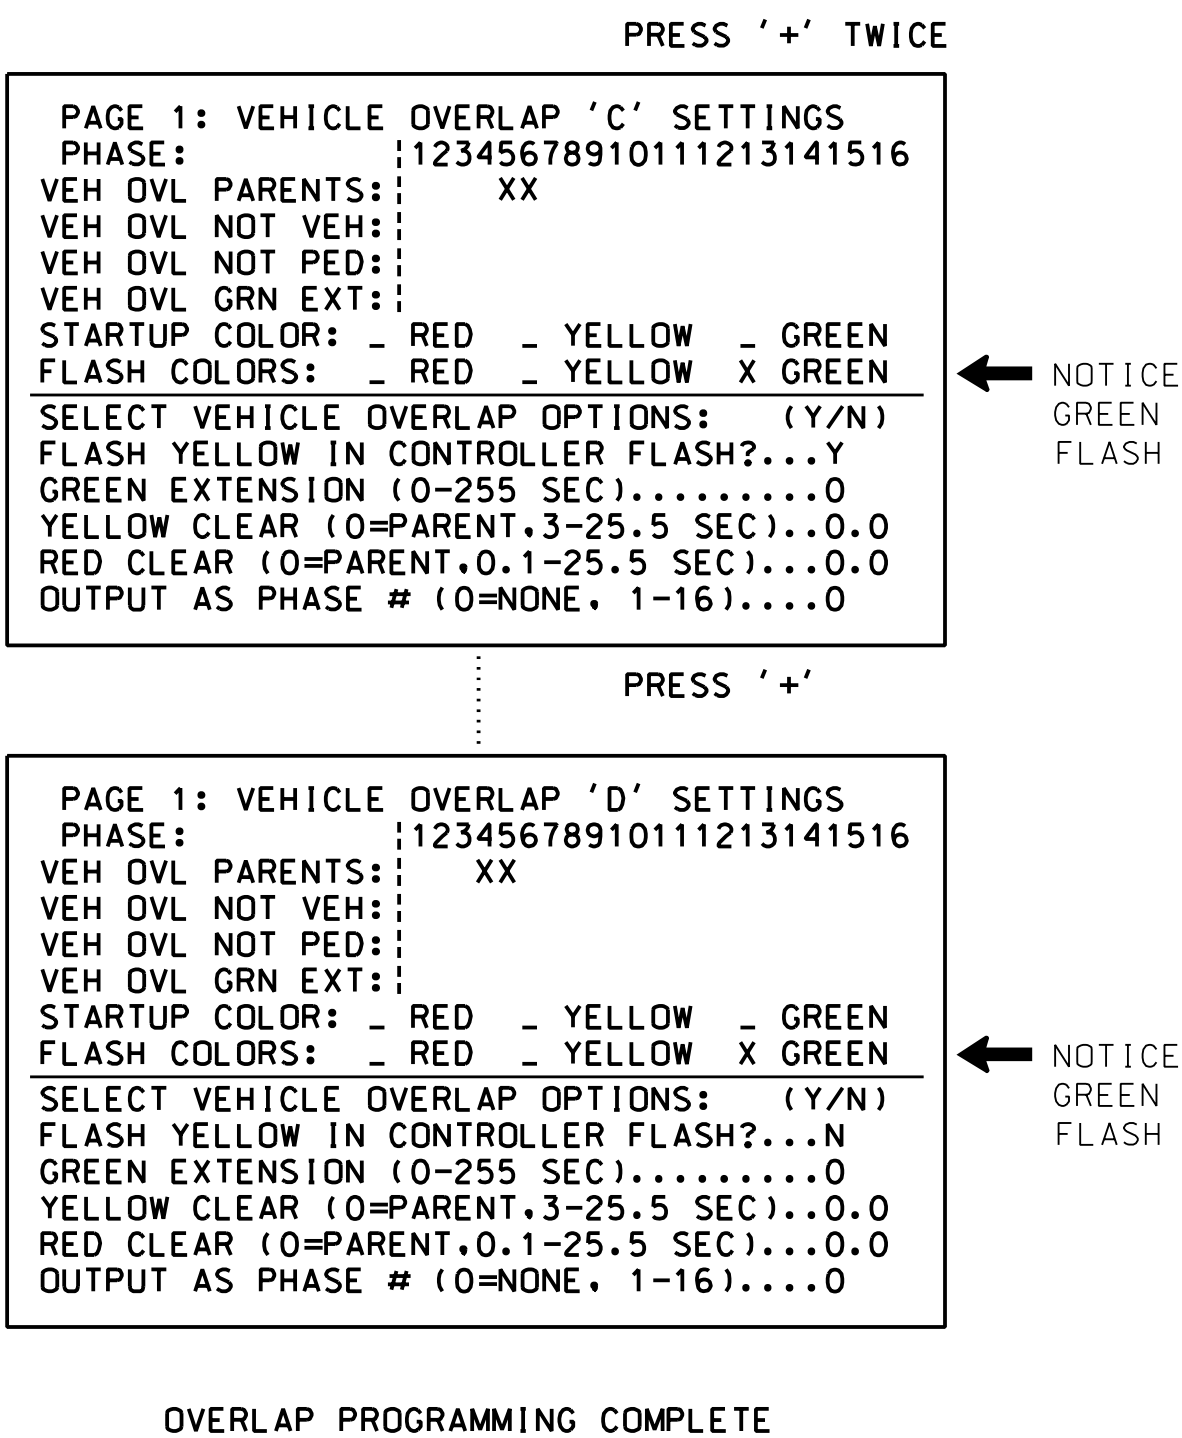 PRESS '+' TWICE
PAGE 1: VEHICLE OVERLAP 'C' SETTINGS
PHASE: ¦12345678910111213141516
VEH OVL PARENTS:¦ XX
VEH OVL NOT VEH:¦
VEH OVL NOT PED:¦
VEH OVL GRN EXT:¦
STARTUP COLOR: _ RED _ YELLOW _ GREEN
FLASH COLORS: _ RED _ YELLOW X GREEN
NOTICE
GREEN
FLASH
SELECT VEHICLE OVERLAP OPTIONS: (Y/N)
FLASH YELLOW IN CONTROLLER FLASH?...Y
GREEN EXTENSION (0-255 SEC).........0
YELLOW CLEAR (0=PARENT,3-25.5 SEC)..0.0
RED CLEAR (0=PARENT,0.1-25.5 SEC)...0.0
OUTPUT AS PHASE # (0=NONE, 1-16)....0
PRESS '+'
PAGE 1: VEHICLE OVERLAP 'D' SETTINGS
PHASE: ¦12345678910111213141516
VEH OVL PARENTS:¦ XX
VEH OVL NOT VEH:¦
VEH OVL NOT PED:¦
VEH OVL GRN EXT:¦
STARTUP COLOR: _ RED _ YELLOW _ GREEN
FLASH COLORS: _ RED _ YELLOW X GREEN
NOTICE
GREEN
FLASH
SELECT VEHICLE OVERLAP OPTIONS: (Y/N)
FLASH YELLOW IN CONTROLLER FLASH?...N
GREEN EXTENSION (0-255 SEC).........0
YELLOW CLEAR (0=PARENT,3-25.5 SEC)..0.0
RED CLEAR (0=PARENT,0.1-25.5 SEC)...0.0
OUTPUT AS PHASE # (0=NONE, 1-16)....0
OVERLAP PROGRAMMING COMPLETE